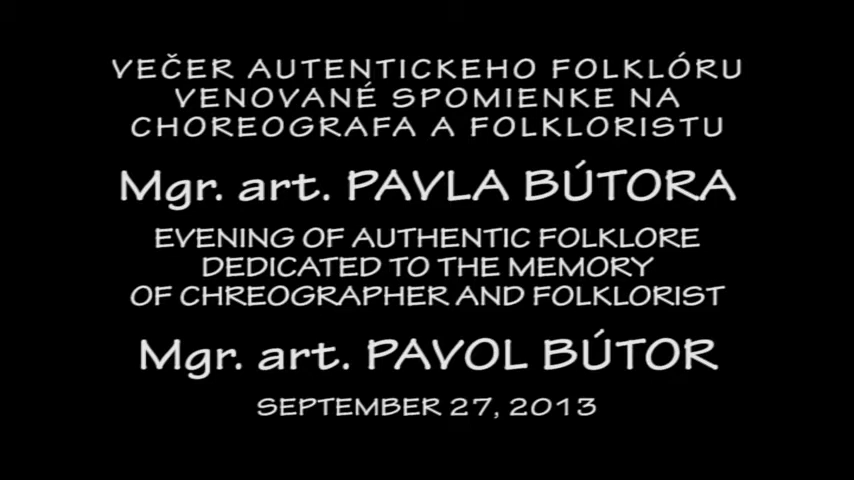 VEČER AUTENTICKEHO FOLKLÓRU
VENOVANÉ SPOMIENKE NA
CHOREOGRAFA A FOLKLORISTU
Mgr. art. PAVLA BÚTORA
EVENING OF AUTHENTIC FOLKLORE
DEDICATED TO THE MEMORY
OF CHREOGRAPHER AND FOLKLORIST
Mgr. art. PAVOL BÚTOR
SEPTEMBER 27, 2013